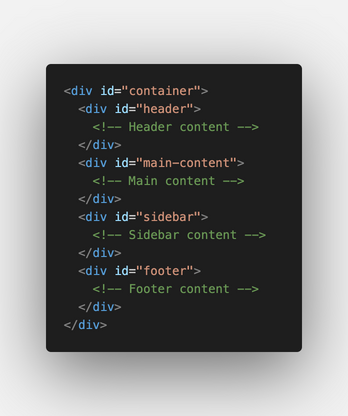 <div id="container">
  <div id="header">
    <!-- Header content -->
  </div>
  <div id="main-content">
    <!-- Main content -->
  </div>
  <div id="sidebar">
    <!-- Sidebar content -->
  </div>
  <div id="footer">
    <!-- Footer content -->
  </div>
</div>